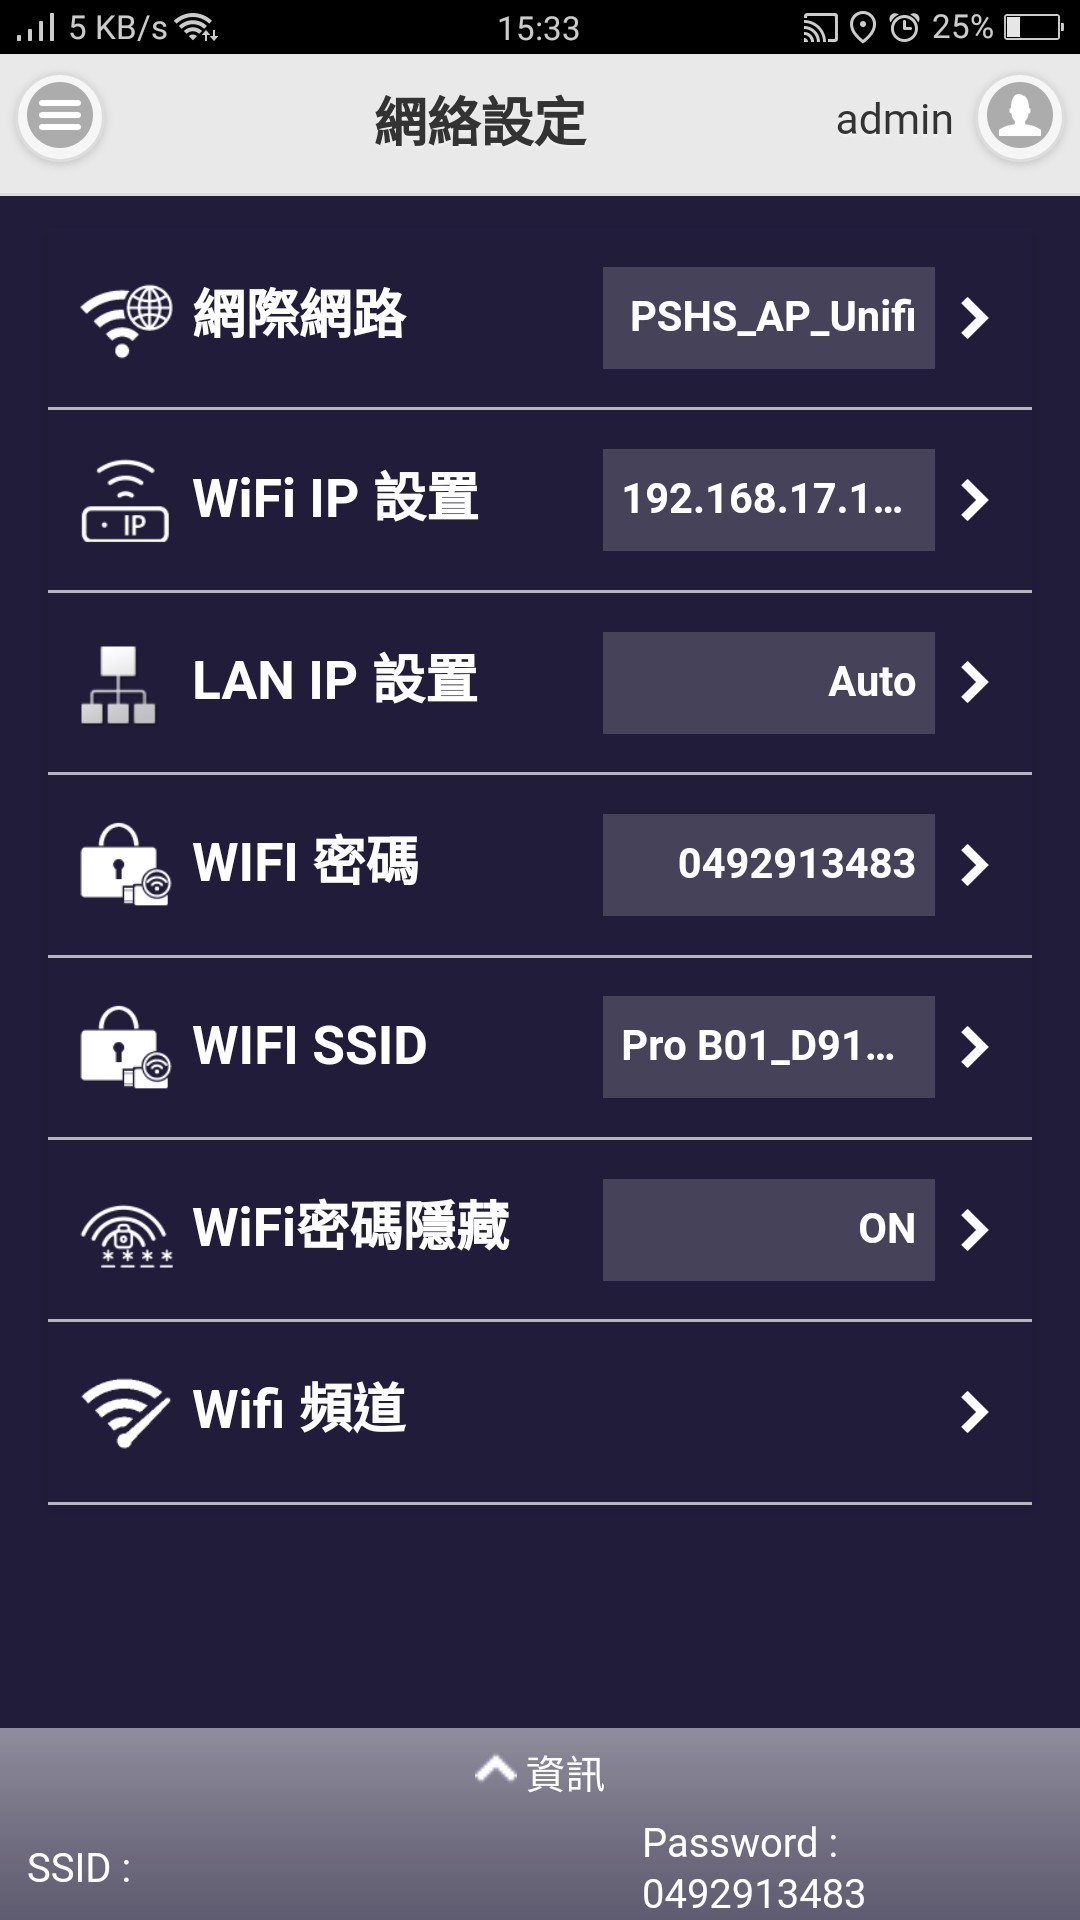 5 KB/s 15:33 25%
網絡設定 admin
網際網路 PSHS_AP_Unifi
WiFi IP 設置 192.168.17.1...
IP
LAN IP 設置 Auto
WIFI 密碼 0492913483
WIFI SSID Pro B01_D91...
WiFi密碼隱藏 ON
****
Wifi 頻道
資訊
SSID :
Password :
0492913483